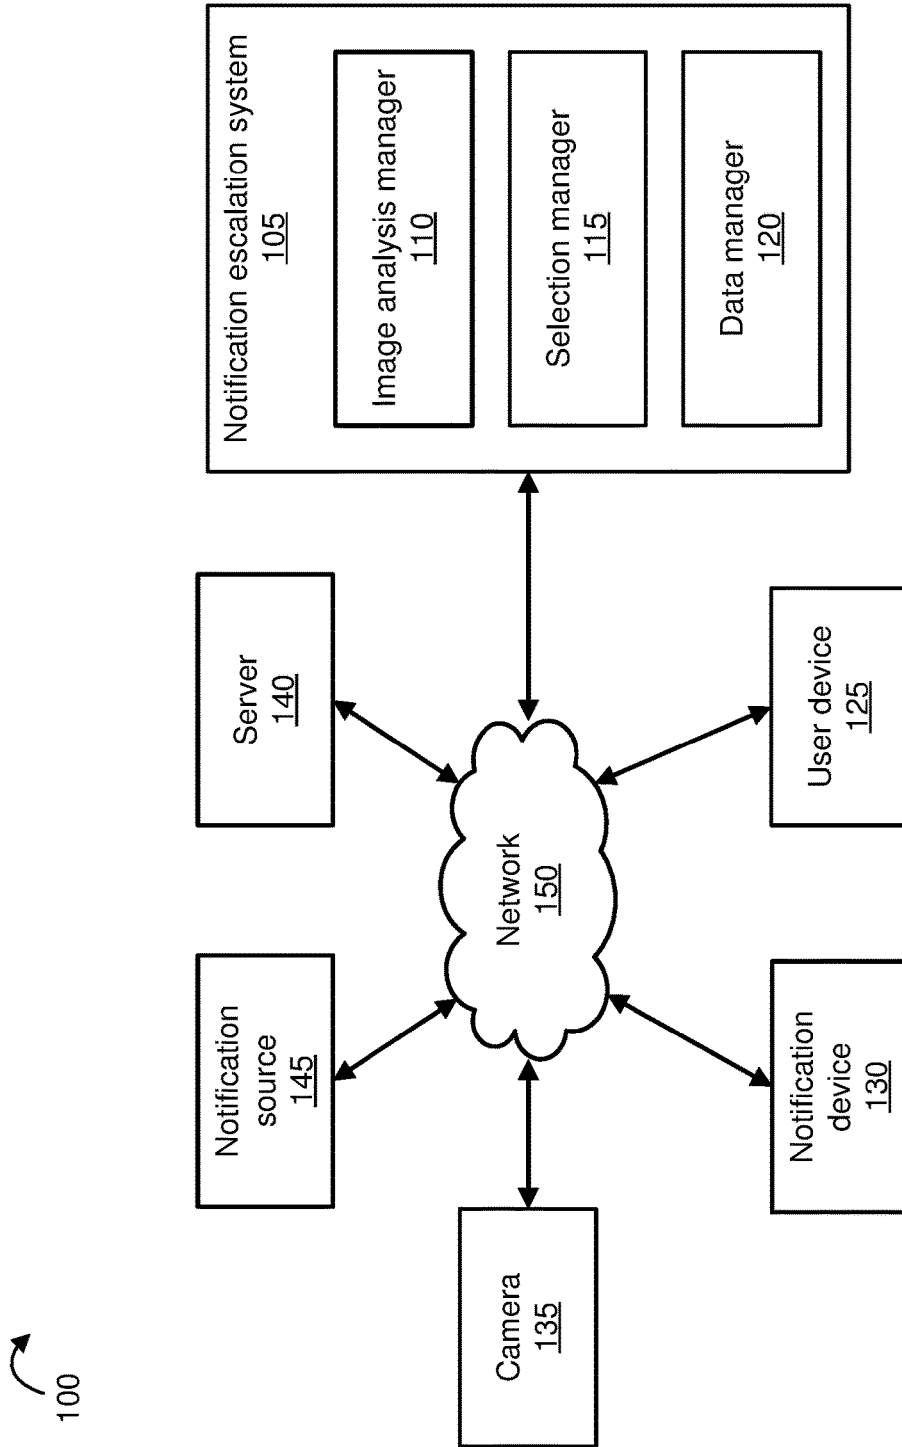 100
Notification
source
145
Server
140
Notification escalation system
105
Image analysis manager
110
Selection manager
115
Data manager
120
Camera
135
Network
150
Notification
device
130
User device
125